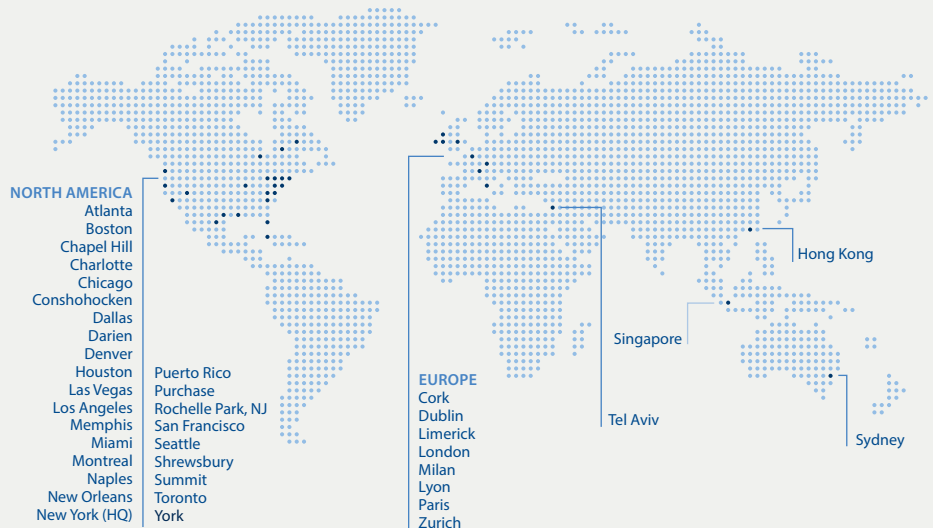 NORTH AMERICA
Atlanta
Boston
Chapel Hill
Charlotte
Chicago
Conshohocken
Dallas
Darien
Denver
Houston
Las Vegas
Los Angeles
Memphis
Miami
Montreal
Naples
New Orleans
New York (HQ)
Puerto Rico
Purchase
Rochelle Park, NJ
San Francisco
Seattle
Shrewsbury
Summit
Toronto
York
EUROPE
Cork
Dublin
Limerick
London
Milan
Lyon
Paris
Zurich
Tel Aviv
Singapore
Hong Kong
Sydney